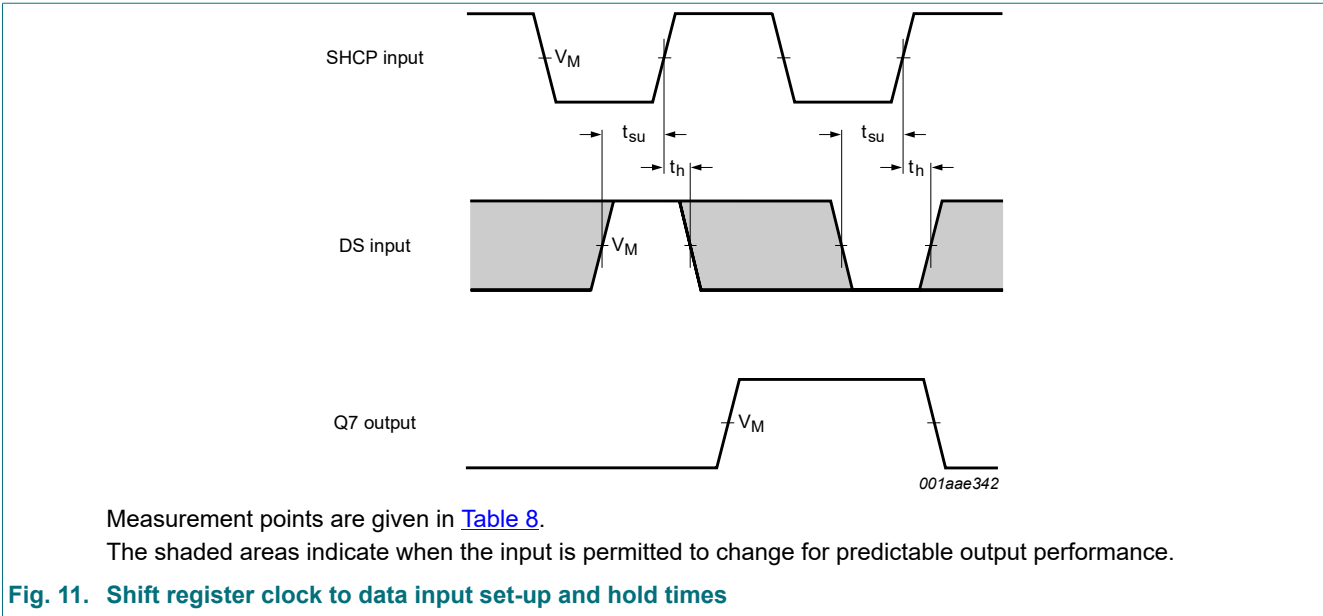 SHCP input
VM
tsu
tsu
th
th
DS input
VM
Q7 output
VM
001aae342
Measurement points are given in Table 8.
The shaded areas indicate when the input is permitted to change for predictable output performance.
Fig. 11. Shift register clock to data input set-up and hold times